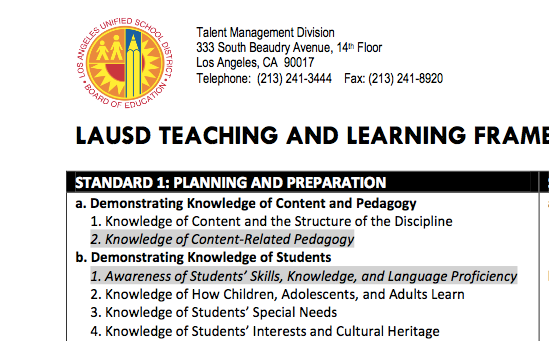 LOS ANGELES UNIFIED SCHOOL DISTRICT
BOARD OF EDUCATION
Talent Management Division
333 South Beaudry Avenue, 14th Floor
Los Angeles, CA 90017
Telephone: (213) 241-3444 Fax: (213) 241-8920
LAUSD TEACHING AND LEARNING FRAME
STANDARD 1: PLANNING AND PREPARATION
a. Demonstrating Knowledge of Content and Pedagogy
1. Knowledge of Content and the Structure of the Discipline
2. Knowledge of Content-Related Pedagogy
b. Demonstrating Knowledge of Students
1. Awareness of Students’ Skills, Knowledge, and Language Proficiency
2. Knowledge of How Children, Adolescents, and Adults Learn
3. Knowledge of Students’ Special Needs
4. Knowledge of Students’ Interests and Cultural Heritage